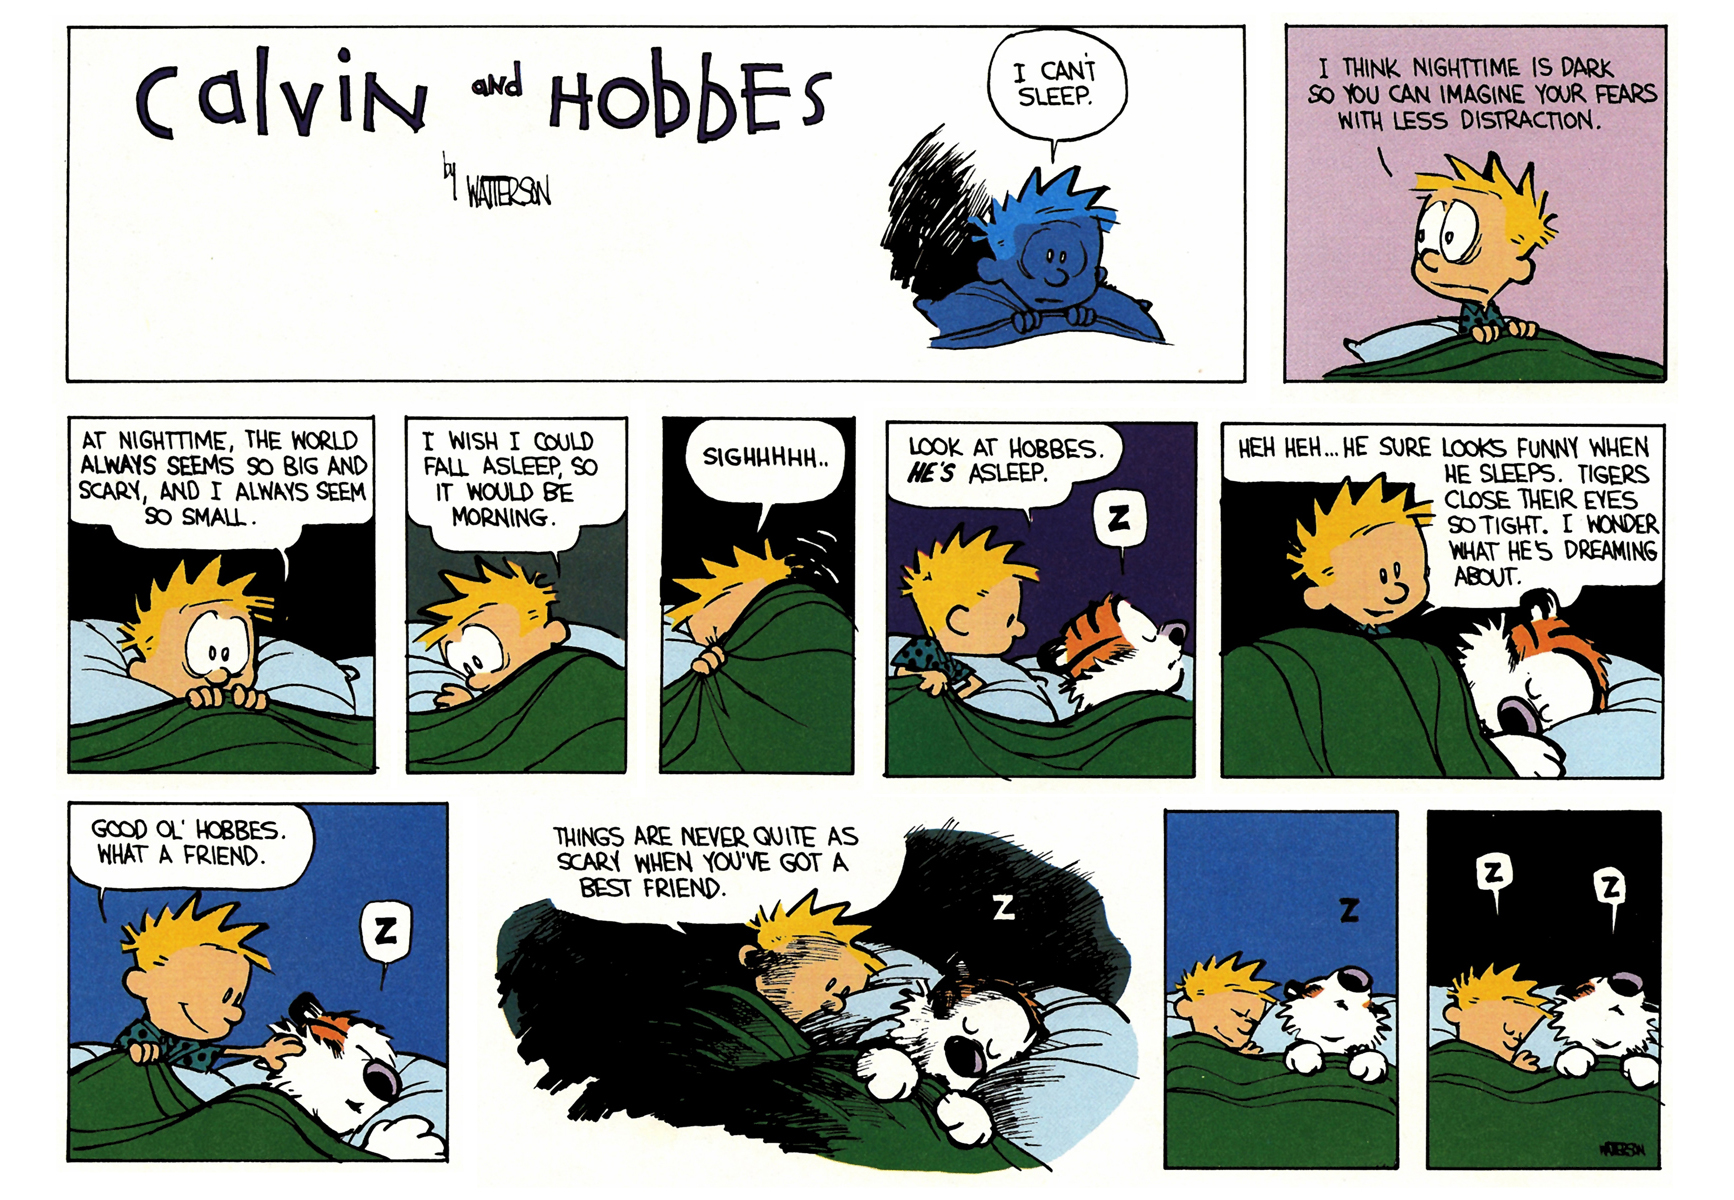 Calvin and HobbEs
by WATTERSON
I CAN'T
SLEEP.
I THINK NIGHTTIME IS DARK
SO YOU CAN IMAGINE YOUR FEARS
WITH LESS DISTRACTION.
AT NIGHTTIME, THE WORLD
ALWAYS SEEMS SO BIG AND
SCARY, AND I ALWAYS SEEM
SO SMALL.
I WISH I COULD
FALL ASLEEP, SO
IT WOULD BE
MORNING.
SIGHHHHH..
LOOK AT HOBBES.
HE'S ASLEEP.
Z
HEH HEH... HE SURE LOOKS FUNNY WHEN
HE SLEEPS. TIGERS
CLOSE THEIR EYES
SO TIGHT. I WONDER
WHAT HE'S DREAMING
ABOUT.
GOOD OL' HOBBES.
WHAT A FRIEND.
Z
THINGS ARE NEVER QUITE AS
SCARY WHEN YOU'VE GOT A
BEST FRIEND.
Z
Z
Z
Z
WATTERSON